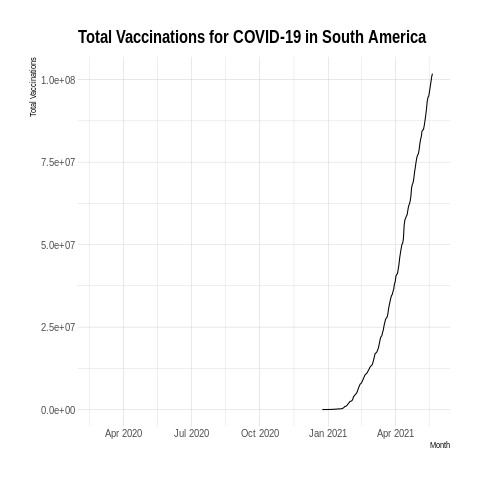 Total Vaccinations for COVID-19 in South America
Total Vaccinations
1.0e+08
7.5e+07
5.0e+07
2.5e+07
0.0e+00
Apr 2020 Jul 2020 Oct 2020 Jan 2021 Apr 2021
Month